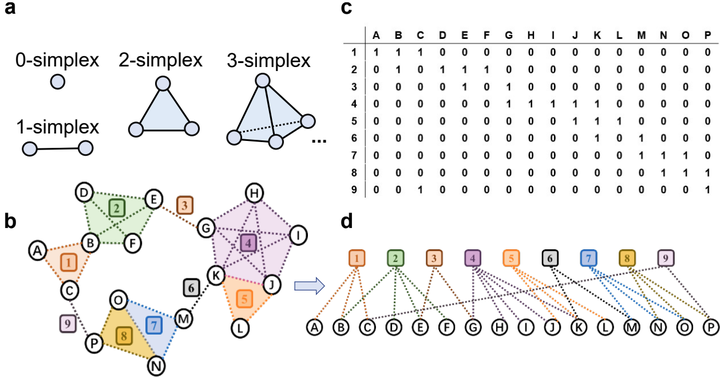 a
0-simplex
2-simplex
3-simplex
1-simplex
...
b
D
E
2
3
H
A
B
F
G
I
1
4
C
6
K
J
O
5
9
7
M
L
8
P
N
c
A B C D E F G H I J K L M N O P
1 1 1 1 0 0 0 0 0 0 0 0 0 0 0 0 0
2 0 1 0 1 1 1 0 0 0 0 0 0 0 0 0 0
3 0 0 0 0 1 0 1 0 0 0 0 0 0 0 0 0
4 0 0 0 0 0 0 1 1 1 1 1 0 0 0 0 0
5 0 0 0 0 0 0 0 0 0 1 1 1 0 0 0 0
6 0 0 0 0 0 0 0 0 0 0 1 0 1 0 0 0
7 0 0 0 0 0 0 0 0 0 0 0 0 1 1 1 0
8 0 0 0 0 0 0 0 0 0 0 0 0 0 1 1 1
9 0 0 1 0 0 0 0 0 0 0 0 0 0 0 0 1
d
1 2 3 4 5 6 7 8 9
A B C D E F G H I J K L M N O P